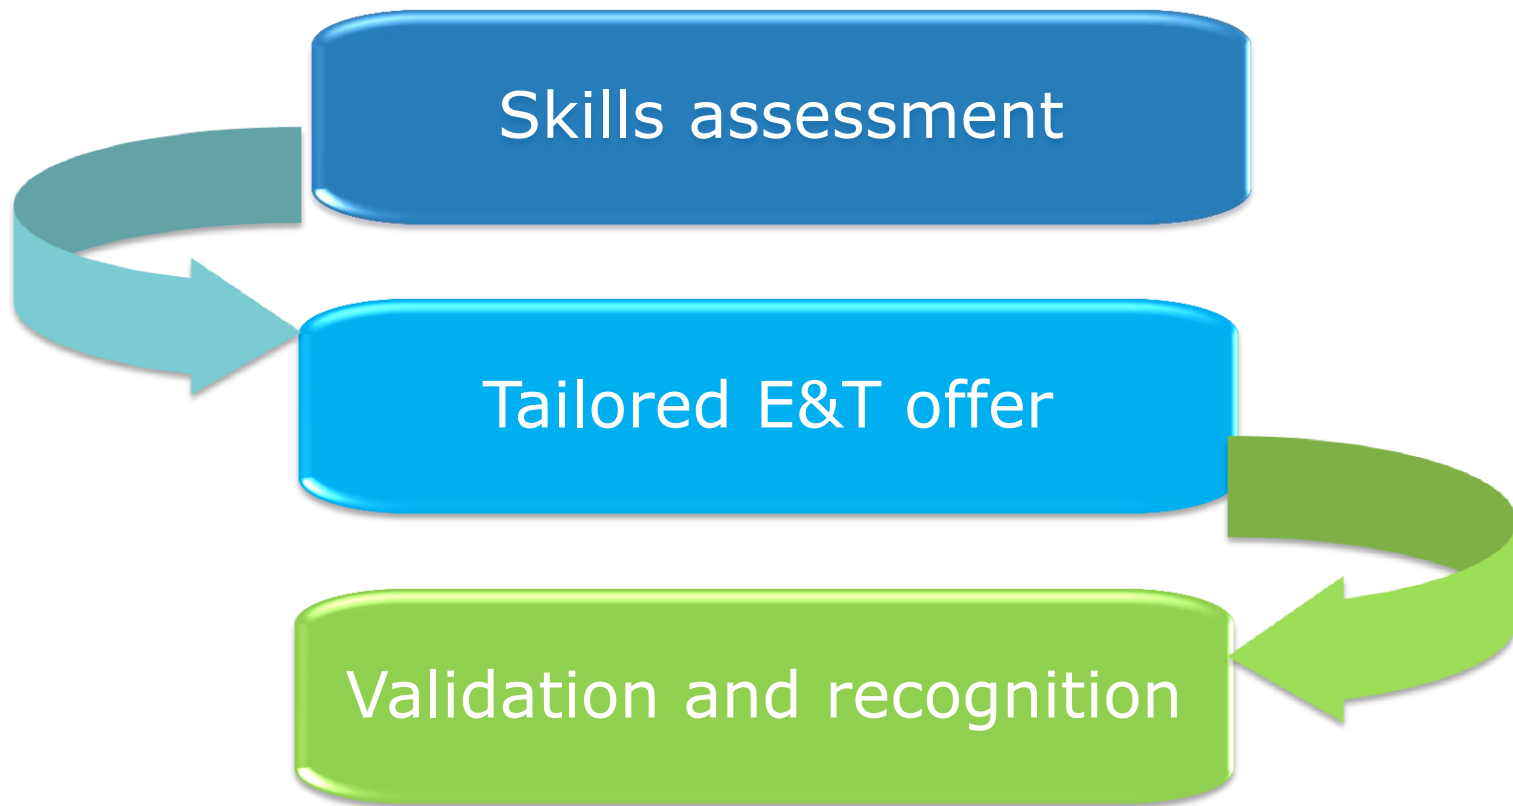 Skills assessment
Tailored E&T offer
Validation and recognition